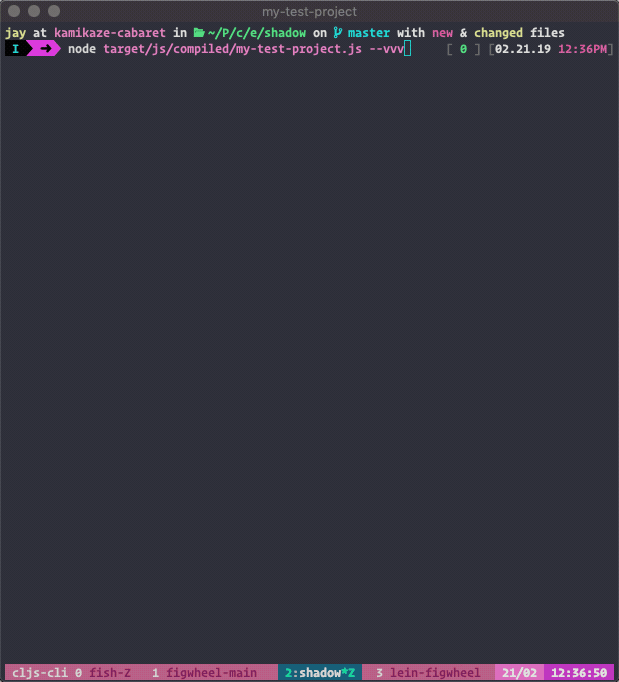 my-test-project
jay at kamikaze-cabaret in ~/P/c/e/shadow on master with new & changed files
I ➜ node target/js/compiled/my-test-project.js --vvv [ 0 ] [02.21.19 12:36PM]
cljs-cli 0 fish-Z 1 figwheel-main 2:shadow*Z 3 lein-figwheel 21/02 12:36:50